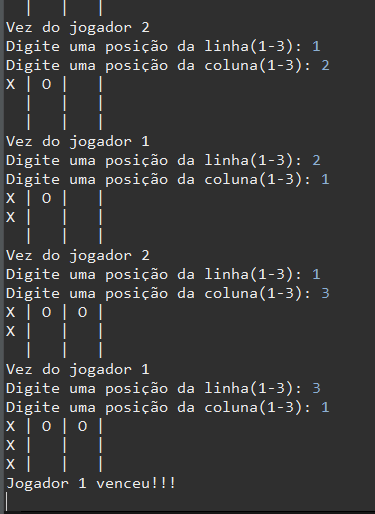 |   |   |
Vez do jogador 2
Digite uma posição da linha(1-3): 1
Digite uma posição da coluna(1-3): 2
X | O |   |
  |   |   |
  |   |   |
Vez do jogador 1
Digite uma posição da linha(1-3): 2
Digite uma posição da coluna(1-3): 1
X | O |   |
X |   |   |
  |   |   |
Vez do jogador 2
Digite uma posição da linha(1-3): 1
Digite uma posição da coluna(1-3): 3
X | O | O |
X |   |   |
  |   |   |
Vez do jogador 1
Digite uma posição da linha(1-3): 3
Digite uma posição da coluna(1-3): 1
X | O | O |
X |   |   |
X |   |   |
Jogador 1 venceu!!!